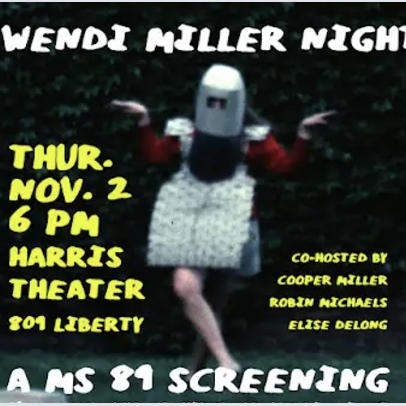 WENDI MILLER NIGHT
THUR.
NOV. 2
6 PM
HARRIS
THEATER
809 LIBERTY
CO-HOSTED BY
COOPER MILLER
ROBIN MICHAELS
ELISE DELONG
A MS 89 SCREENING